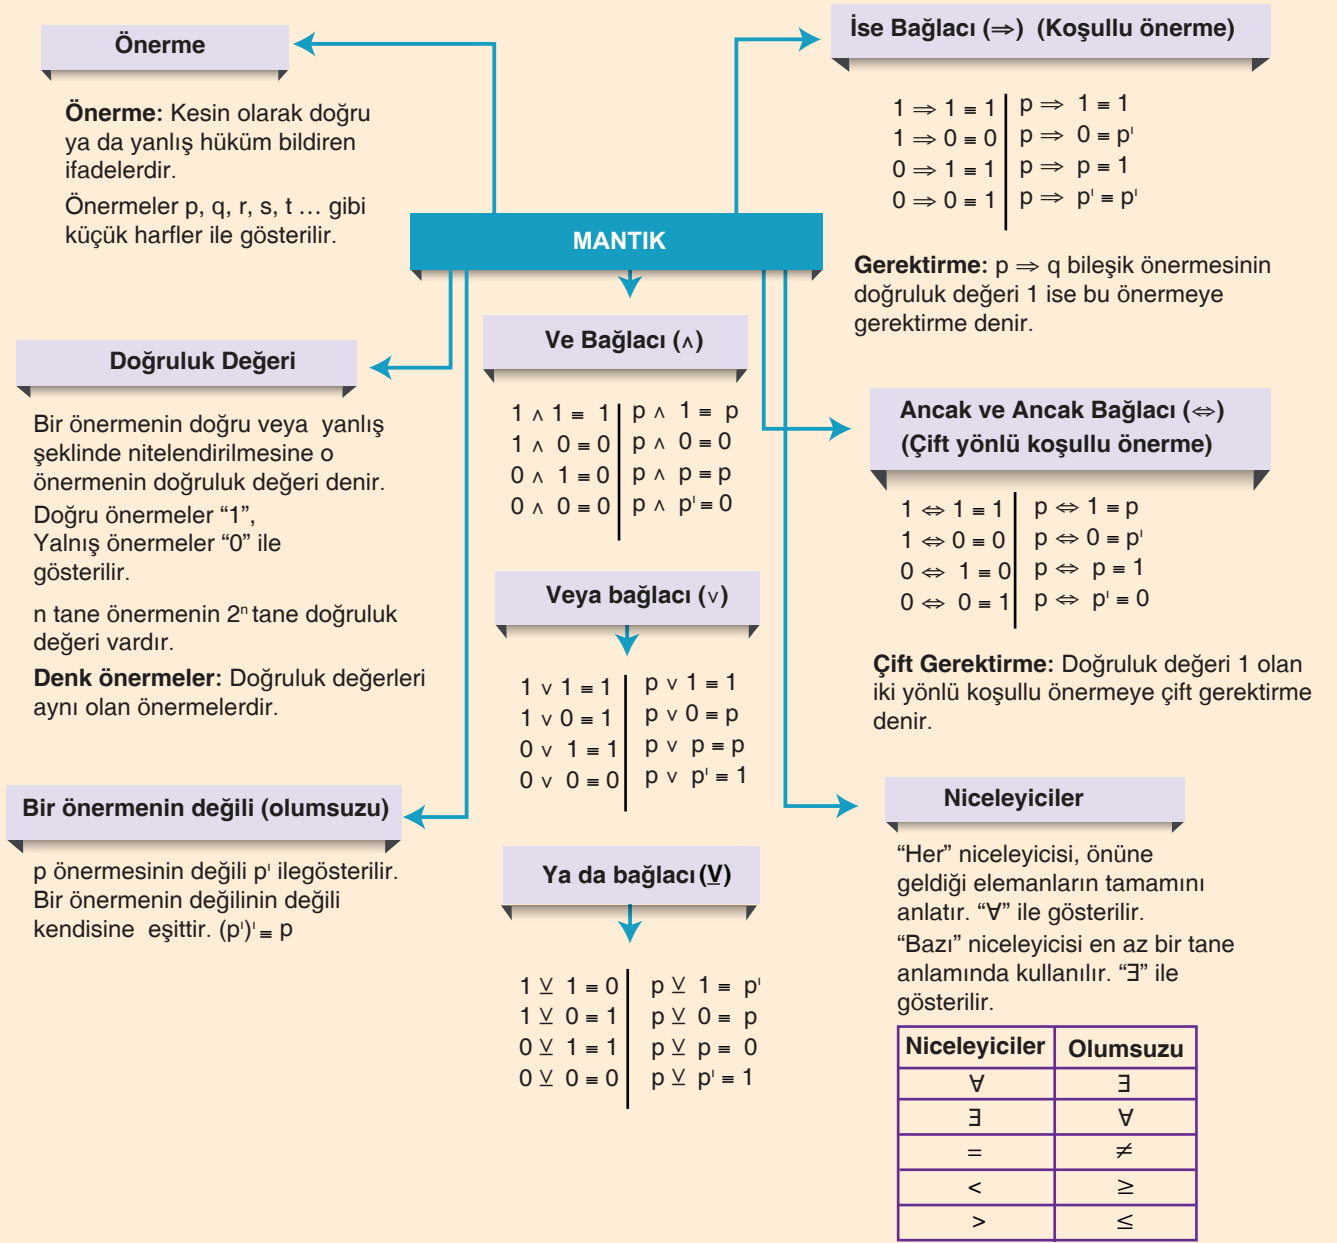 Önerme
Önerme: Kesin olarak doğru
ya da yanlış hüküm bildiren
ifadelerdir.
Önermeler p, q, r, s, t … gibi
küçük harfler ile gösterilir.
İse Bağlacı (⇒) (Koşullu önerme)
1 ⇒ 1 ≡ 1 p ⇒ 1 ≡ 1
1 ⇒ 0 ≡ 0 p ⇒ 0 ≡ pˈ
0 ⇒ 1 ≡ 1 p ⇒ p ≡ 1
0 ⇒ 0 ≡ 1 p ⇒ pˈ ≡ pˈ
Gerektirme: p ⇒ q bileşik önermesinin
doğruluk değeri 1 ise bu önermeye
gerektirme denir.
MANTIK
Doğruluk Değeri
Bir önermenin doğru veya yanlış
şeklinde nitelendirilmesine o
önermenin doğruluk değeri denir.
Doğru önermeler “1”,
Yalnış önermeler “0” ile
gösterilir.
n tane önermenin 2ⁿ tane doğruluk
değeri vardır.
Denk önermeler: Doğruluk değerleri
aynı olan önermelerdir.
Ve Bağlacı (∧)
1 ∧ 1 ≡ 1 p ∧ 1 ≡ p
1 ∧ 0 ≡ 0 p ∧ 0 ≡ 0
0 ∧ 1 ≡ 0 p ∧ p ≡ p
0 ∧ 0 ≡ 0 p ∧ pˈ ≡ 0
Ancak ve Ancak Bağlacı (⇔)
(Çift yönlü koşullu önerme)
1 ⇔ 1 ≡ 1 p ⇔ 1 ≡ p
1 ⇔ 0 ≡ 0 p ⇔ 0 ≡ pˈ
0 ⇔ 1 ≡ 0 p ⇔ p ≡ 1
0 ⇔ 0 ≡ 1 p ⇔ pˈ ≡ 0
Çift Gerektirme: Doğruluk değeri 1 olan
iki yönlü koşullu önermeye çift gerektirme
denir.
Veya bağlacı (∨)
1 ∨ 1 ≡ 1 p ∨ 1 ≡ 1
1 ∨ 0 ≡ 1 p ∨ 0 ≡ p
0 ∨ 1 ≡ 1 p ∨ p ≡ p
0 ∨ 0 ≡ 0 p ∨ pˈ ≡ 1
Bir önermenin değili (olumsuzu)
p önermesinin değili pˈ ilegösterilir.
Bir önermenin değilinin değili
kendisine eşittir. (pˈ)ˈ ≡ p
Ya da bağlacı (⊻)
1 ⊻ 1 ≡ 0 p ⊻ 1 ≡ pˈ
1 ⊻ 0 ≡ 1 p ⊻ 0 ≡ p
0 ⊻ 1 ≡ 1 p ⊻ p ≡ 0
0 ⊻ 0 ≡ 0 p ⊻ pˈ ≡ 1
Niceleyiciler
“Her” niceleyicisi, önüne
geldiği elemanların tamamını
anlatır. “∀” ile gösterilir.
“Bazı” niceleyicisi en az bir tane
anlamında kullanılır. “∃” ile
gösterilir.
Niceleyiciler Olumsuzu
∀ ∃
∃ ∀
= ≠
< ≥
> ≤